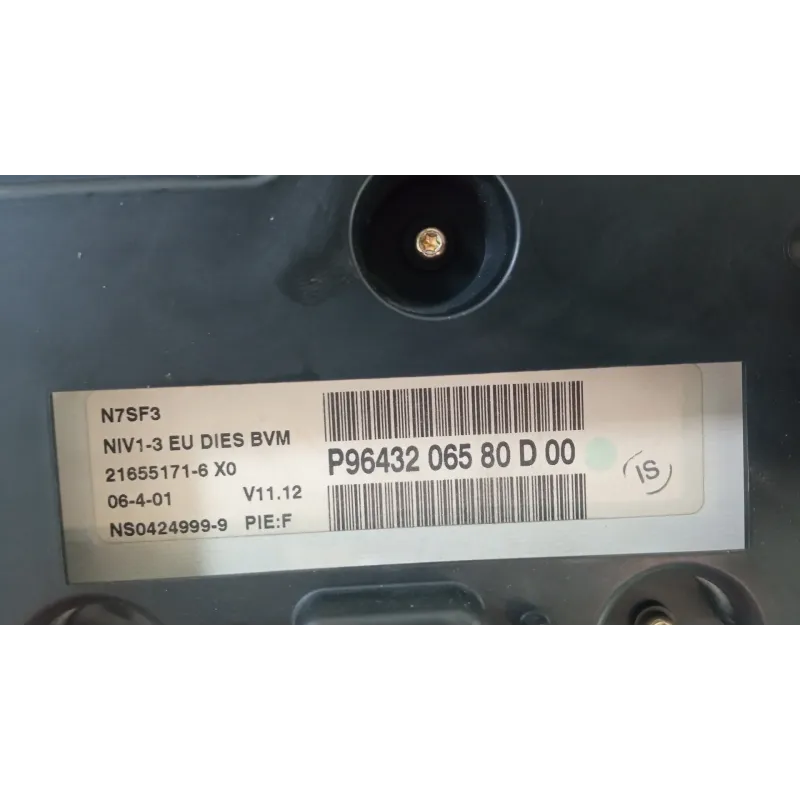 N7SF3
NIV1-3 EU DIES BVM
21655171-6 X0
06-4-01 V11.12
NS0424999-9 PIE:F
P96432 065 80 D 00
IS